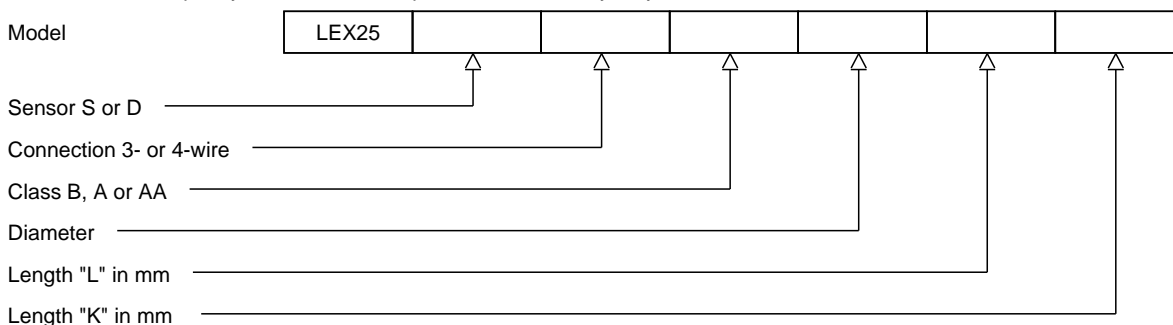 Model LEX25
Sensor S or D
Connection 3- or 4-wire
Class B, A or AA
Diameter
Length "L" in mm
Length "K" in mm